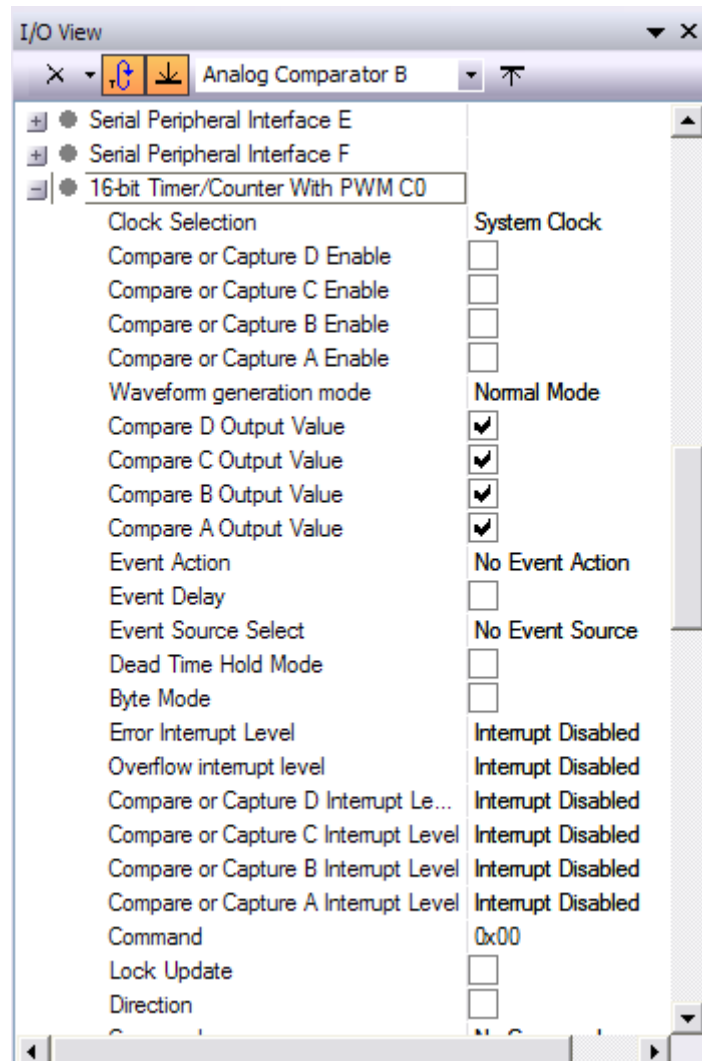 I/O View
Analog Comparator B
Serial Peripheral Interface E
Serial Peripheral Interface F
16-bit Timer/Counter With PWM C0
Clock Selection System Clock
Compare or Capture D Enable
Compare or Capture C Enable
Compare or Capture B Enable
Compare or Capture A Enable
Waveform generation mode Normal Mode
Compare D Output Value
Compare C Output Value
Compare B Output Value
Compare A Output Value
Event Action No Event Action
Event Delay
Event Source Select No Event Source
Dead Time Hold Mode
Byte Mode
Error Interrupt Level Interrupt Disabled
Overflow interrupt level Interrupt Disabled
Compare or Capture D Interrupt Le... Interrupt Disabled
Compare or Capture C Interrupt Level Interrupt Disabled
Compare or Capture B Interrupt Level Interrupt Disabled
Compare or Capture A Interrupt Level Interrupt Disabled
Command 0x00
Lock Update
Direction